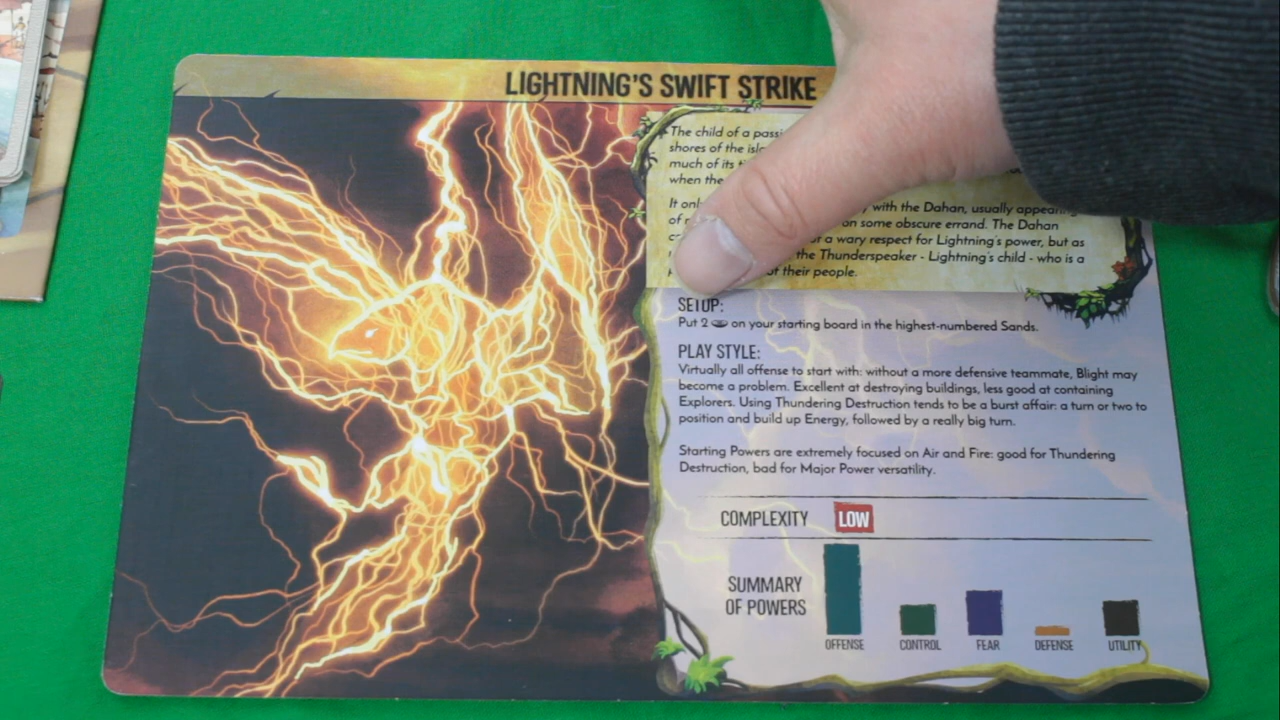 LIGHTNING'S SWIFT STRIKE
The child of a
shores of the
much of its
when the
It only
with the Dahan, usually appearing
of
on some obscure errand. The Dahan
a wary respect for Lightning's power, but as
the Thunderspeaker - Lightning's child - who is a
of their people.
SETUP:
Put 2 on your starting board in the highest-numbered Sands.
PLAY STYLE:
Virtually all offense to start with: without a more defensive teammate, Blight may
become a problem. Excellent at destroying buildings, less good at containing
Explorers. Using Thundering Destruction tends to be a burst affair: a turn or two to
position and build up Energy, followed by a really big turn.
Starting Powers are extremely focused on Air and Fire: good for Thundering
Destruction, bad for Major Power versatility.
COMPLEXITY LOW
SUMMARY
OF POWERS
OFFENSE CONTROL FEAR DEFENSE UTILITY